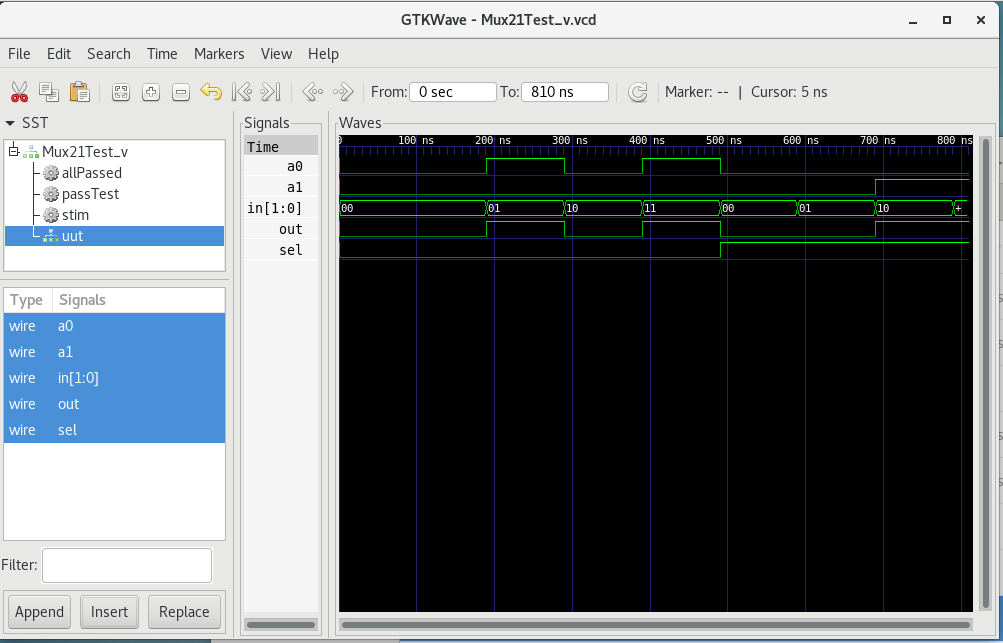 GTKWave - Mux21Test_v.vcd
File Edit Search Time Markers View Help
From: 0 sec To: 810 ns Marker: -- | Cursor: 5 ns
SST
Mux21Test_v
allPassed
passTest
stim
uut
Type Signals
wire a0
wire a1
wire in[1:0]
wire out
wire sel
Filter:
Append Insert Replace
Signals
Time
a0
a1
in[1:0]
out
sel
Waves
100 ns 200 ns 300 ns 400 ns 500 ns 600 ns 700 ns 800 ns
00 01 10 11 00 01 10 +